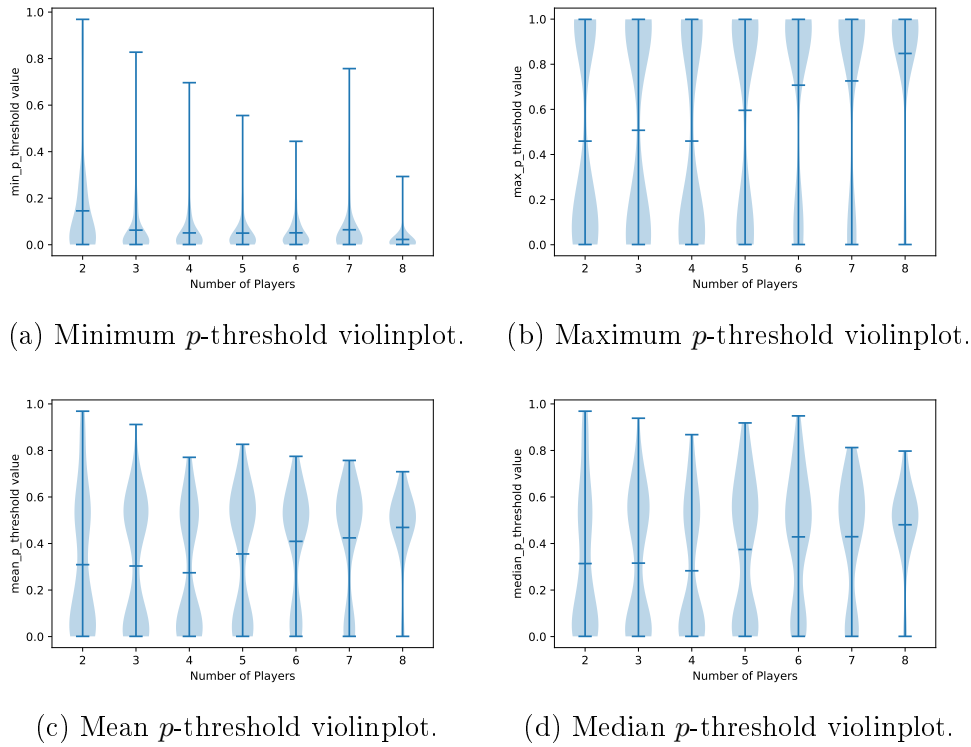 1.0
0.8
0.6
0.4
0.2
0.0
min_p_threshold value
2 3 4 5 6 7 8
Number of Players
(a) Minimum p-threshold violinplot.
1.0
0.8
0.6
0.4
0.2
0.0
max_p_threshold value
2 3 4 5 6 7 8
Number of Players
(b) Maximum p-threshold violinplot.
1.0
0.8
0.6
0.4
0.2
0.0
mean_p_threshold value
2 3 4 5 6 7 8
Number of Players
(c) Mean p-threshold violinplot.
1.0
0.8
0.6
0.4
0.2
0.0
median_p_threshold value
2 3 4 5 6 7 8
Number of Players
(d) Median p-threshold violinplot.